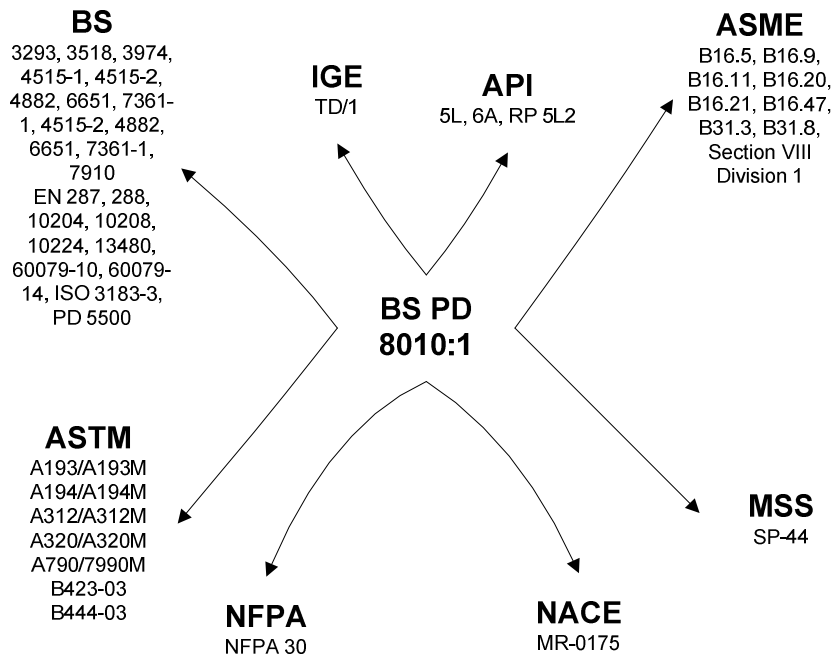 BS
3293, 3518, 3974,
4515-1, 4515-2,
4882, 6651, 7361-
1, 4515-2, 4882,
6651, 7361-1,
7910
EN 287, 288,
10204, 10208,
10224, 13480,
60079-10, 60079-
14, ISO 3183-3,
PD 5500
IGE
TD/1
API
5L, 6A, RP 5L2
ASME
B16.5, B16.9,
B16.11, B16.20,
B16.21, B16.47,
B31.3, B31.8,
Section VIII
Division 1
BS PD
8010:1
ASTM
A193/A193M
A194/A194M
A312/A312M
A320/A320M
A790/7990M
B423-03
B444-03
NFPA
NFPA 30
NACE
MR-0175
MSS
SP-44